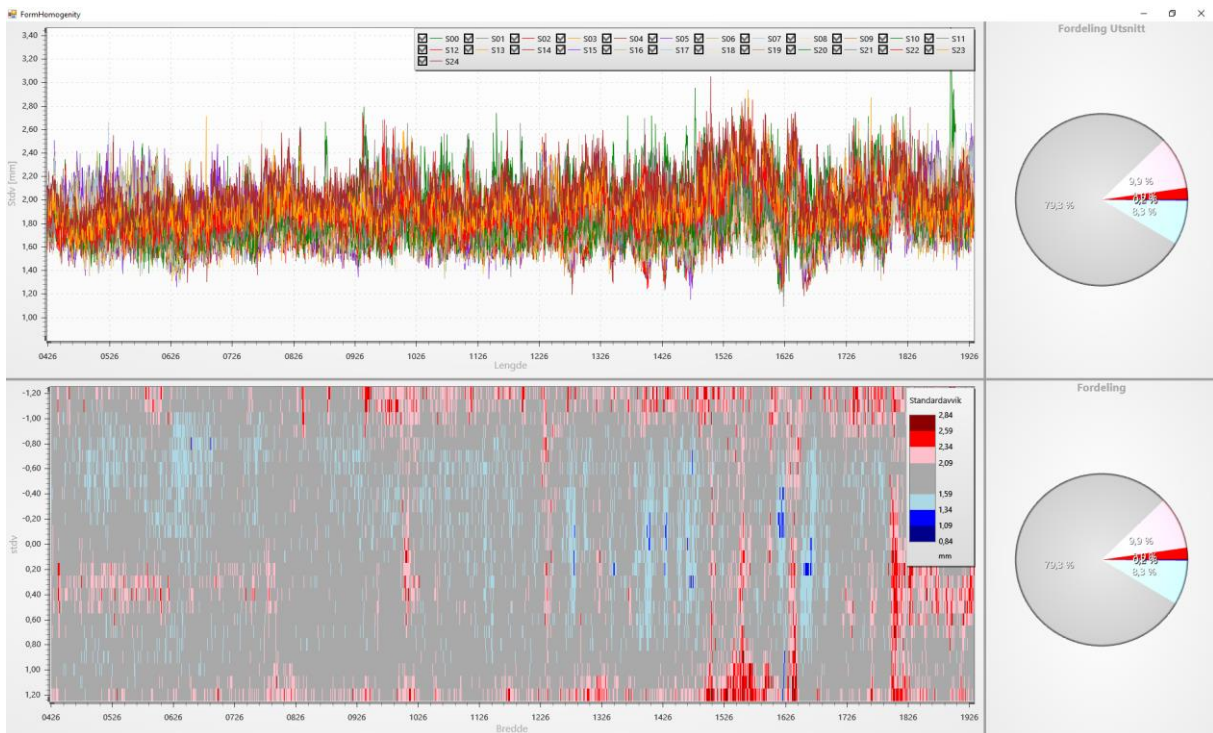 FormHomogenity
Fordeling Utsnitt
S00 S01 S02 S03 S04 S05 S06 S07 S08 S09 S10 S11
S12 S13 S14 S15 S16 S17 S18 S19 S20 S21 S22 S23
S24
3,40
3,20
3,00
2,80
2,60
2,40
2,20
2,00
1,80
1,60
1,40
1,20
1,00
Stdv [mm]
0426 0526 0626 0726 0826 0926 1026 1126 1226 1326 1426 1526 1626 1726 1826 1926
Lengde
9,9 %
79,3 %
8,3 %
Fordeling
-1,20
-1,00
-0,80
-0,60
-0,40
-0,20
0,00
0,20
0,40
0,60
0,80
1,00
1,20
stdv
Standardavvik
2,84
2,59
2,34
2,09
1,59
1,34
1,09
0,84
mm
0426 0526 0626 0726 0826 0926 1026 1126 1226 1326 1426 1526 1626 1726 1826 1926
Bredde
9,9 %
79,3 %
8,3 %